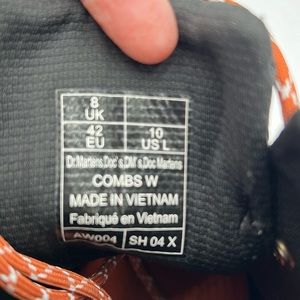 8
UK
42
EU
10
US L
Dr.Martens,Doc's,DM's,Doc Martens
COMBS W
MADE IN VIETNAM
Fabriqué en Vietnam
AW004
SH 04 X